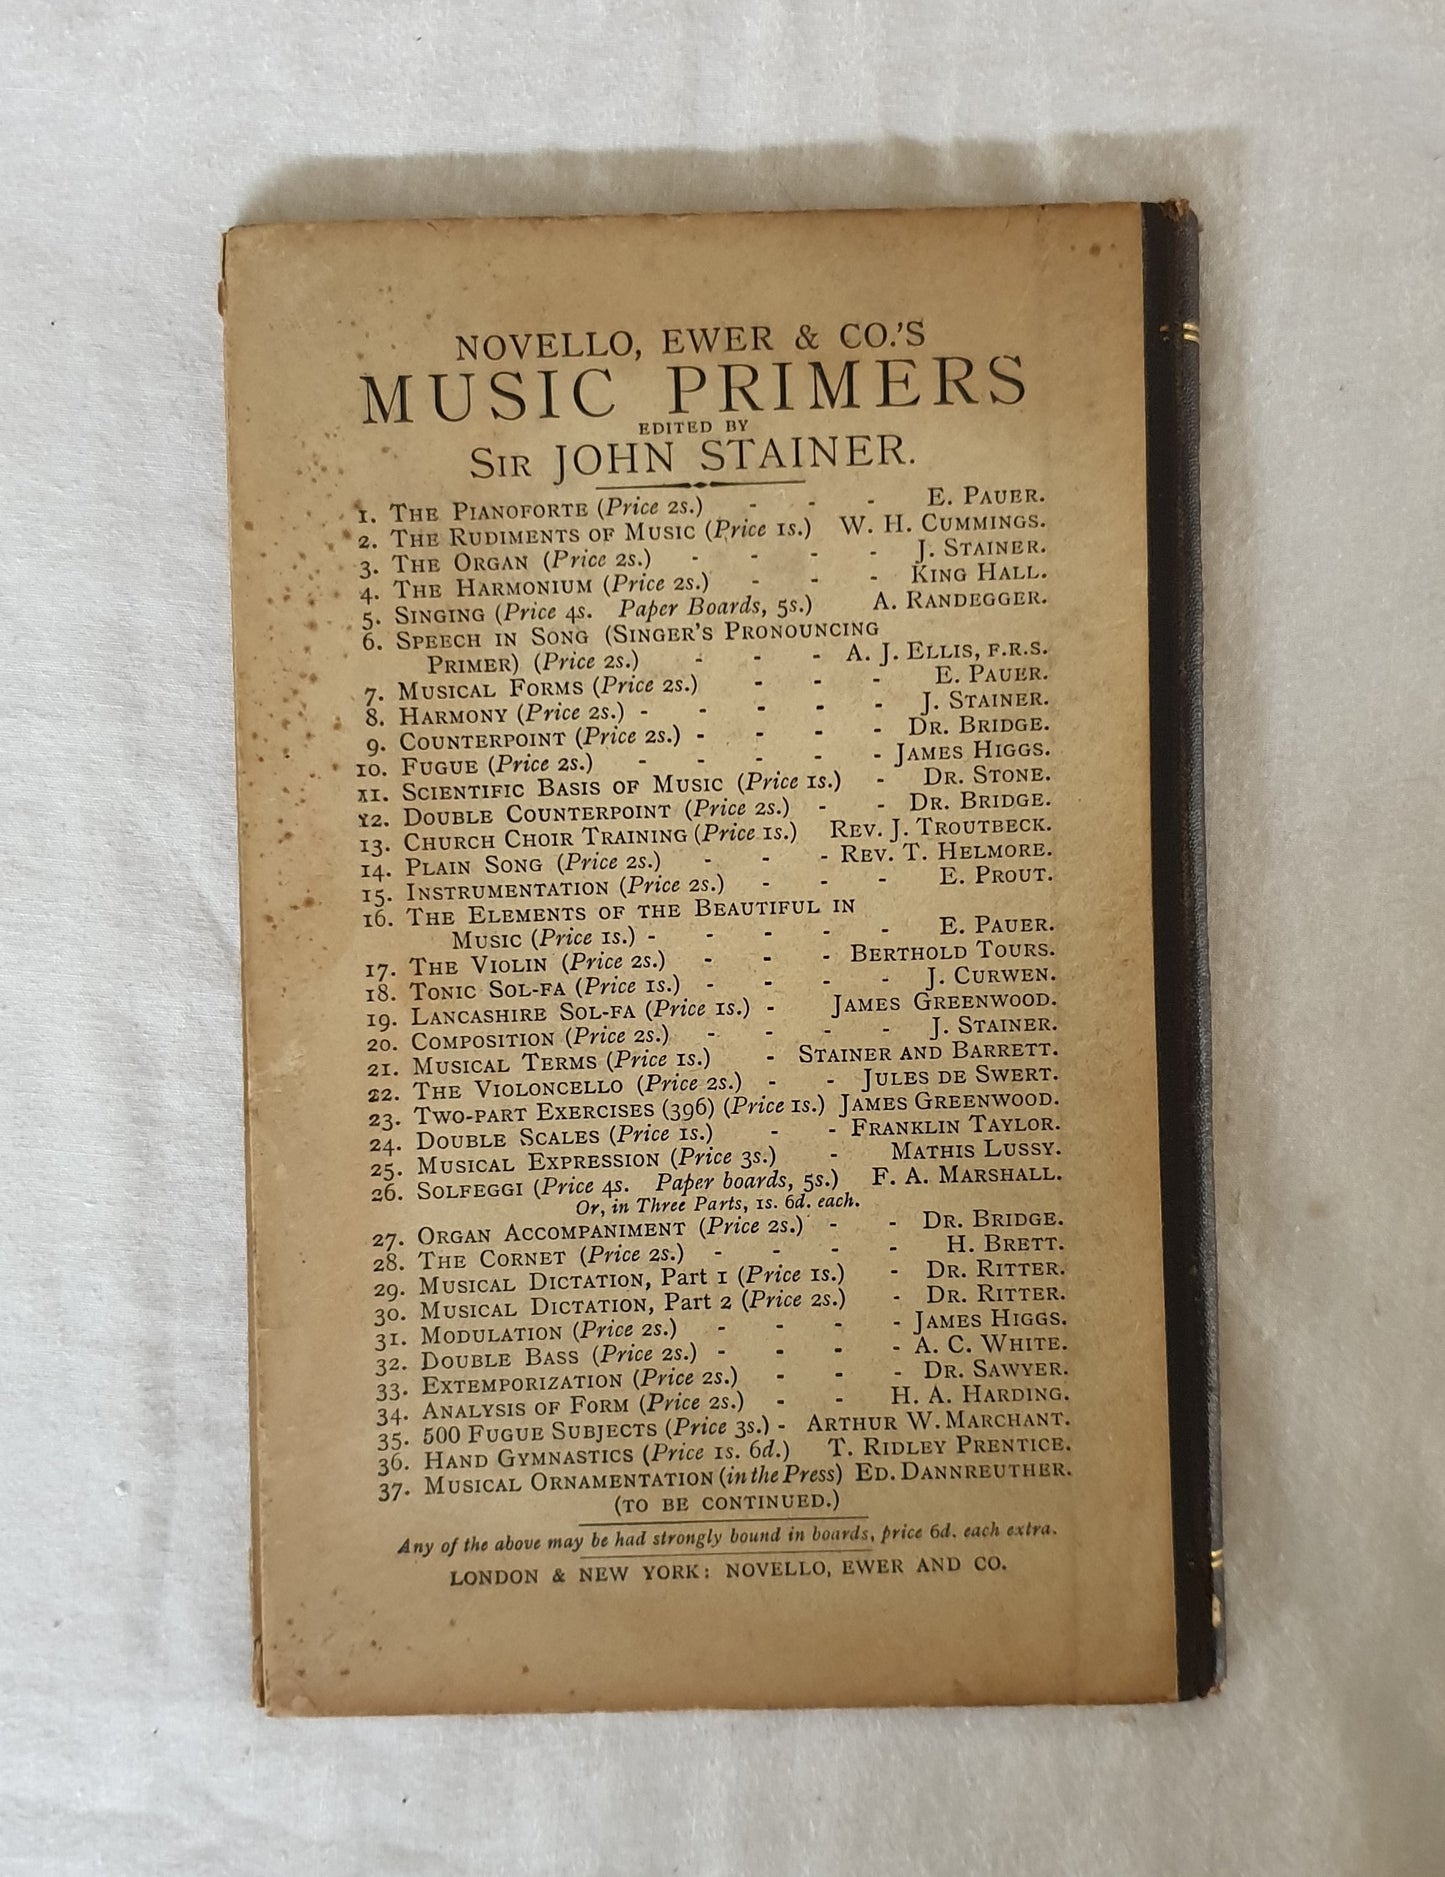 NOVELLO, EWER & CO.'S
MUSIC PRIMERS
EDITED BY
SIR JOHN STAINER.
1. THE PIANOFORTE (Price 2s.) - - - E. PAUER.
2. THE RUDIMENTS OF MUSIC (Price 1s.) W. H. CUMMINGS.
3. THE ORGAN (Price 2s.) - - - - J. STAINER.
4. THE HARMONIUM (Price 2s.) - - - KING HALL.
5. SINGING (Price 4s. Paper Boards, 5s.) A. RANDEGGER.
6. SPEECH IN SONG (SINGER'S PRONOUNCING
PRIMER) (Price 2s.) - - - A. J. ELLIS, F.R.S.
7. MUSICAL FORMS (Price 2s.) - - - E. PAUER.
8. HARMONY (Price 2s.) - - - - - J. STAINER.
9. COUNTERPOINT (Price 2s.) - - - - DR. BRIDGE.
10. FUGUE (Price 2s.) - - - - - JAMES HIGGS.
11. SCIENTIFIC BASIS OF MUSIC (Price 1s.) - DR. STONE.
12. DOUBLE COUNTERPOINT (Price 2s.) - - DR. BRIDGE.
13. CHURCH CHOIR TRAINING (Price 1s.) REV. J. TROUTBECK.
14. PLAIN SONG (Price 2s.) - - - REV. T. HELMORE.
15. INSTRUMENTATION (Price 2s.) - - - E. PROUT.
16. THE ELEMENTS OF THE BEAUTIFUL IN
MUSIC (Price 1s.) - - - - - E. PAUER.
17. THE VIOLIN (Price 2s.) - - - BERTHOLD TOURS.
18. TONIC SOL-FA (Price 1s.) - - - - J. CURWEN.
19. LANCASHIRE SOL-FA (Price 1s.) - JAMES GREENWOOD.
20. COMPOSITION (Price 2s.) - - - - J. STAINER.
21. MUSICAL TERMS (Price 1s.) - STAINER AND BARRETT.
22. THE VIOLONCELLO (Price 2s.) - - JULES DE SWERT.
23. TWO-PART EXERCISES (396) (Price 1s.) JAMES GREENWOOD.
24. DOUBLE SCALES (Price 1s.) - - FRANKLIN TAYLOR.
25. MUSICAL EXPRESSION (Price 3s.) - MATHIS LUSSY.
26. SOLFEGGI (Price 4s. Paper boards, 5s.) F. A. MARSHALL.
Or, in Three Parts, 1s. 6d. each.
27. ORGAN ACCOMPANIMENT (Price 2s.) - - DR. BRIDGE.
28. THE CORNET (Price 2s.) - - - - H. BRETT.
29. MUSICAL DICTATION, Part 1 (Price 1s.) - DR. RITTER.
30. MUSICAL DICTATION, Part 2 (Price 2s.) - DR. RITTER.
31. MODULATION (Price 2s.) - - - - JAMES HIGGS.
32. DOUBLE BASS (Price 2s.) - - - - A. C. WHITE.
33. EXTEMPORIZATION (Price 2s.) - - - DR. SAWYER.
34. ANALYSIS OF FORM (Price 2s.) - - H. A. HARDING.
35. 500 FUGUE SUBJECTS (Price 3s.) - ARTHUR W. MARCHANT.
36. HAND GYMNASTICS (Price 1s. 6d.) T. RIDLEY PRENTICE.
37. MUSICAL ORNAMENTATION (in the Press) ED. DANNREUTHER.
(TO BE CONTINUED.)
Any of the above may be had strongly bound in boards, price 6d. each extra.
LONDON & NEW YORK: NOVELLO, EWER AND CO.